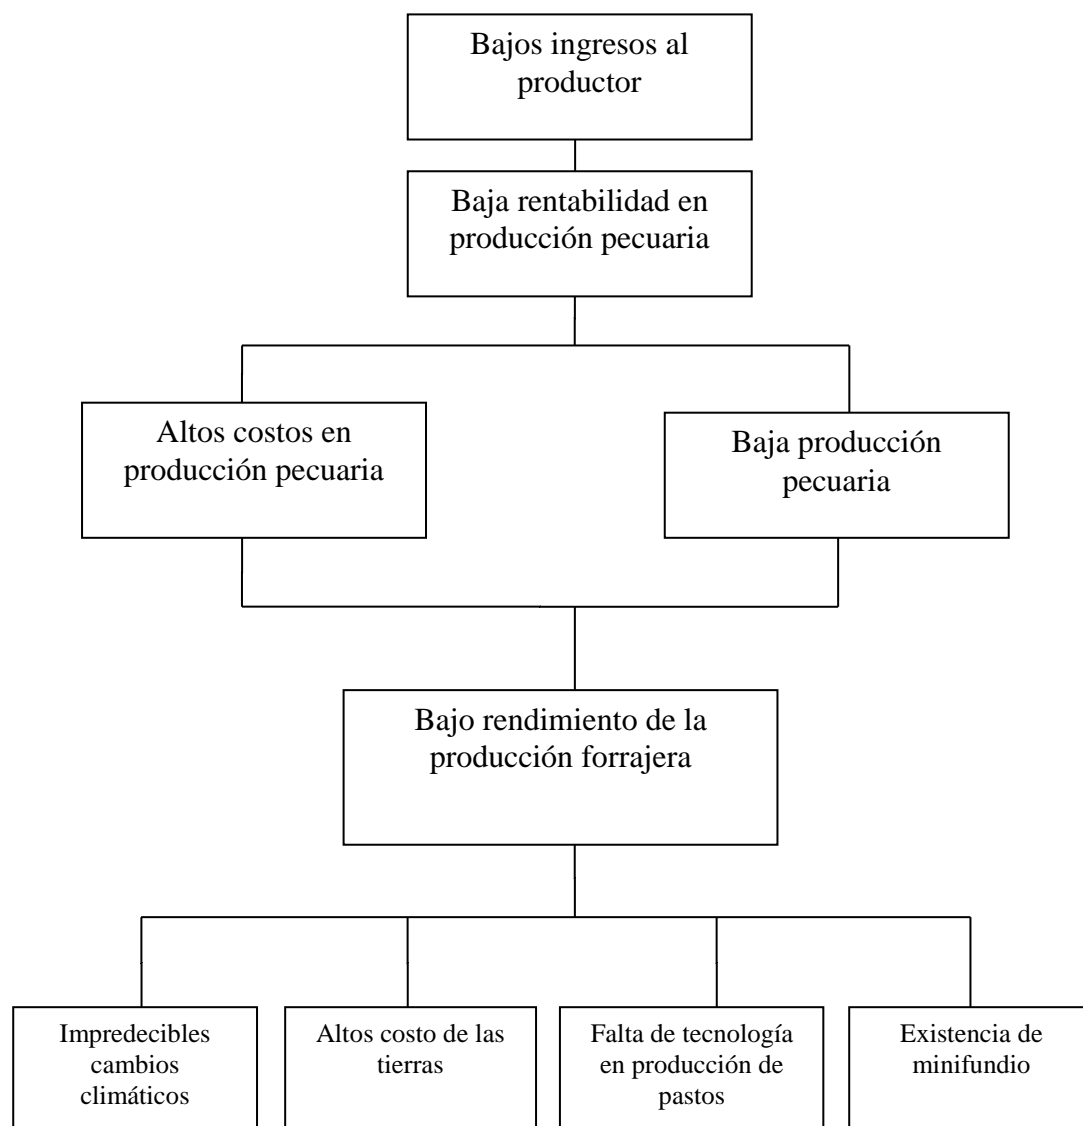 Bajos ingresos al
productor
Baja rentabilidad en
producción pecuaria
Altos costos en
producción pecuaria
Baja producción
pecuaria
Bajo rendimiento de la
producción forrajera
Impredecibles
cambios
climáticos
Altos costo de las
tierras
Falta de tecnología
en producción de
pastos
Existencia de
minifundio